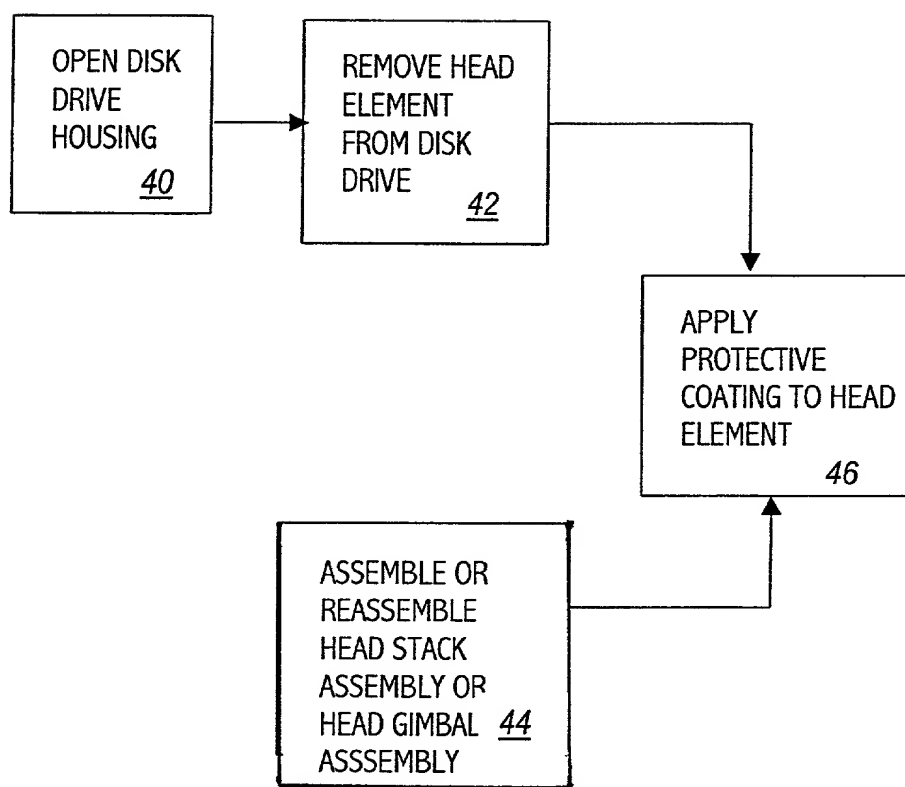 OPEN DISK
DRIVE
HOUSING
40
REMOVE HEAD
ELEMENT
FROM DISK
DRIVE
42
APPLY
PROTECTIVE
COATING TO HEAD
ELEMENT
46
ASSEMBLE OR
REASSEMBLE
HEAD STACK
ASSEMBLY OR
HEAD GIMBAL 44
ASSSEMBLY